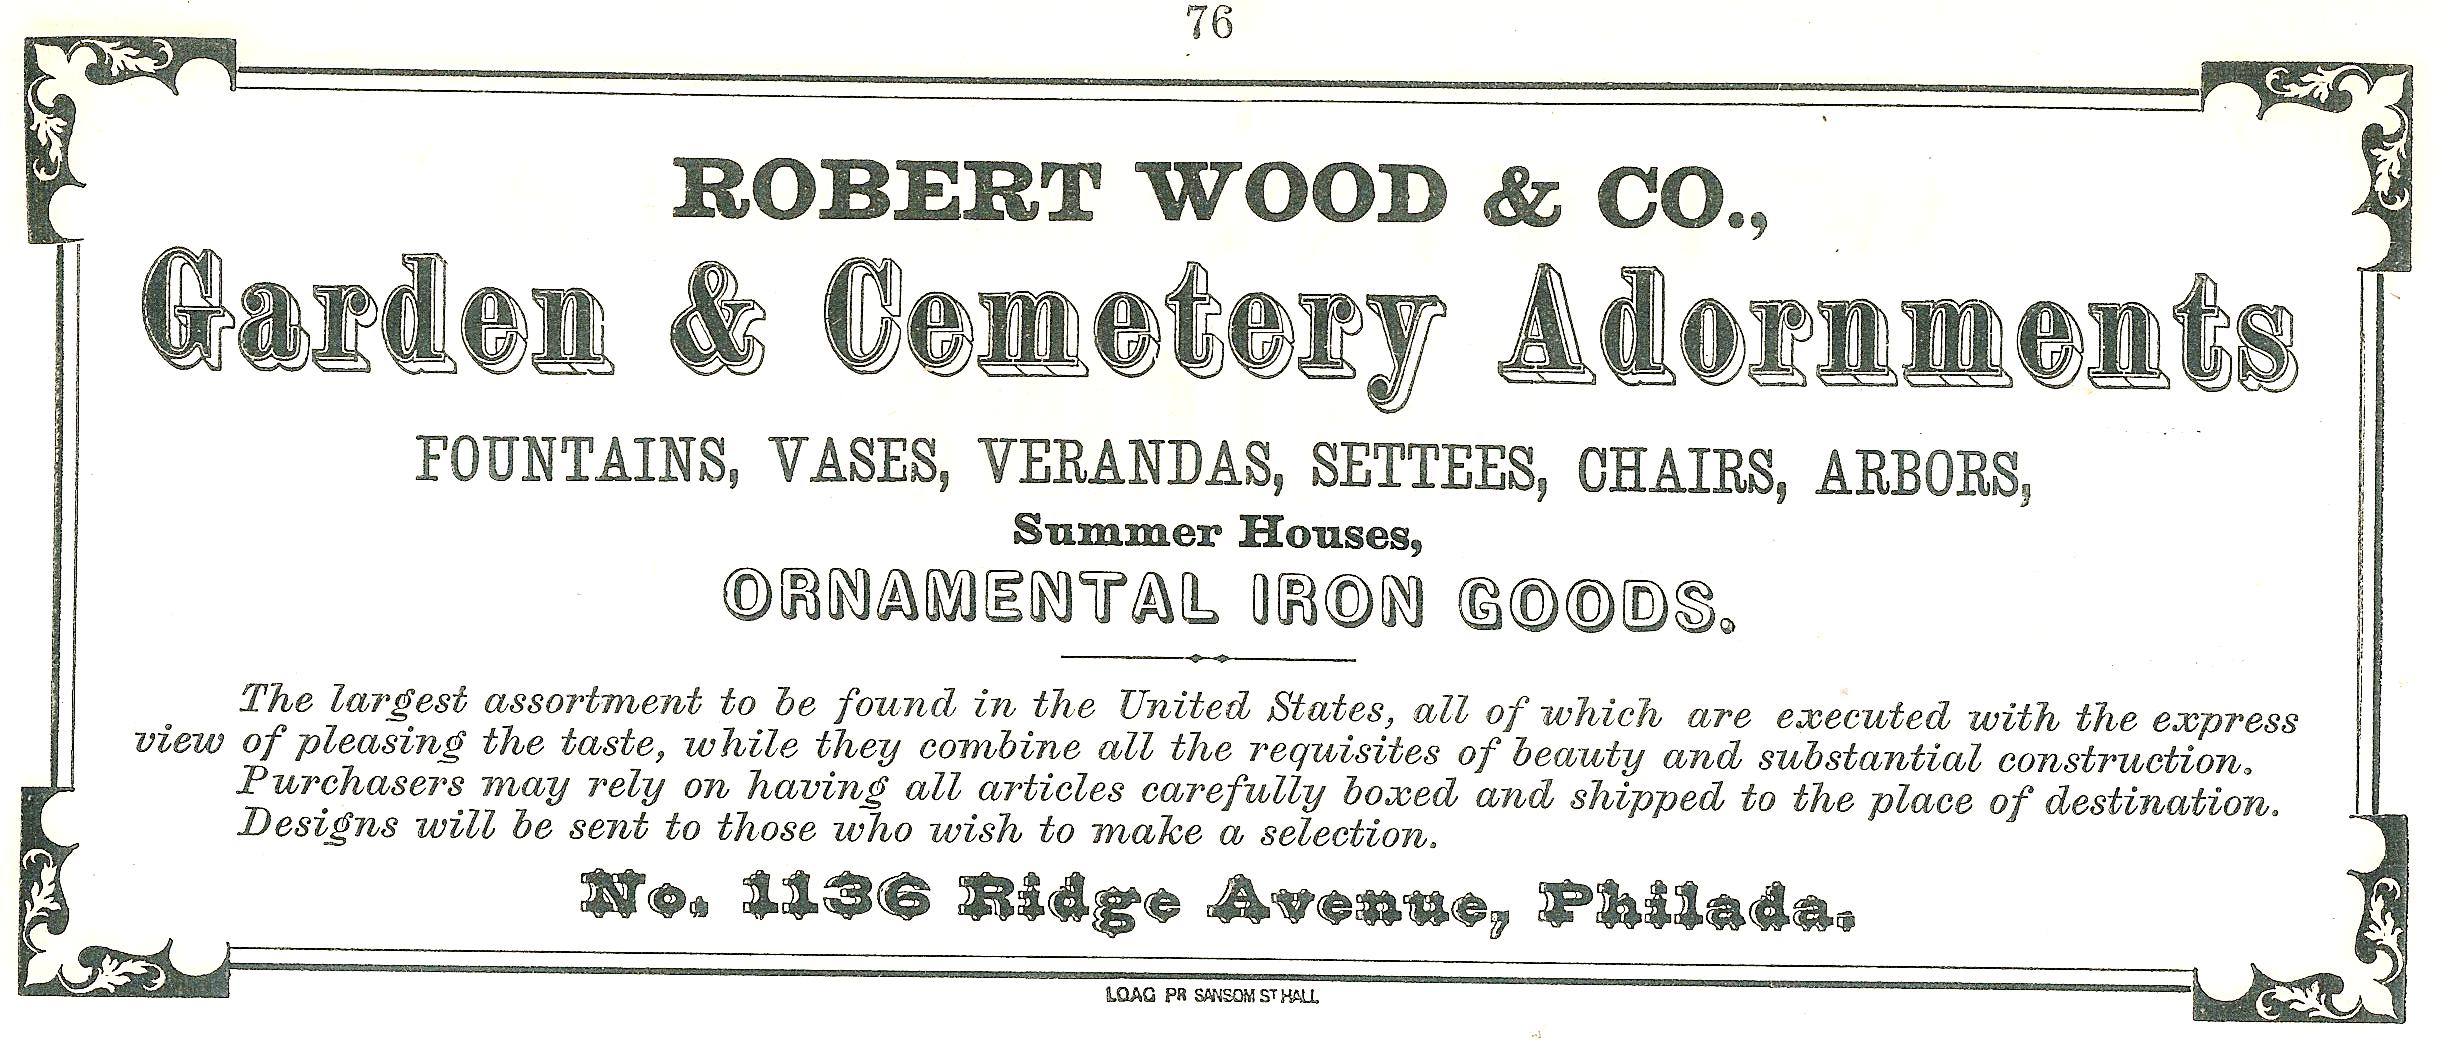 76
ROBERT WOOD & CO.,
Garden & Cemetery Adornments
FOUNTAINS, VASES, VERANDAS, SETTEES, CHAIRS, ARBORS,
Summer Houses,
ORNAMENTAL IRON GOODS.
The largest assortment to be found in the United States, all of which are executed with the express
view of pleasing the taste, while they combine all the requisites of beauty and substantial construction.
Purchasers may rely on having all articles carefully boxed and shipped to the place of destination.
Designs will be sent to those who wish to make a selection.
No. 1136 Ridge Avenue, Philada.
LOAG PR SANSOM ST HALL